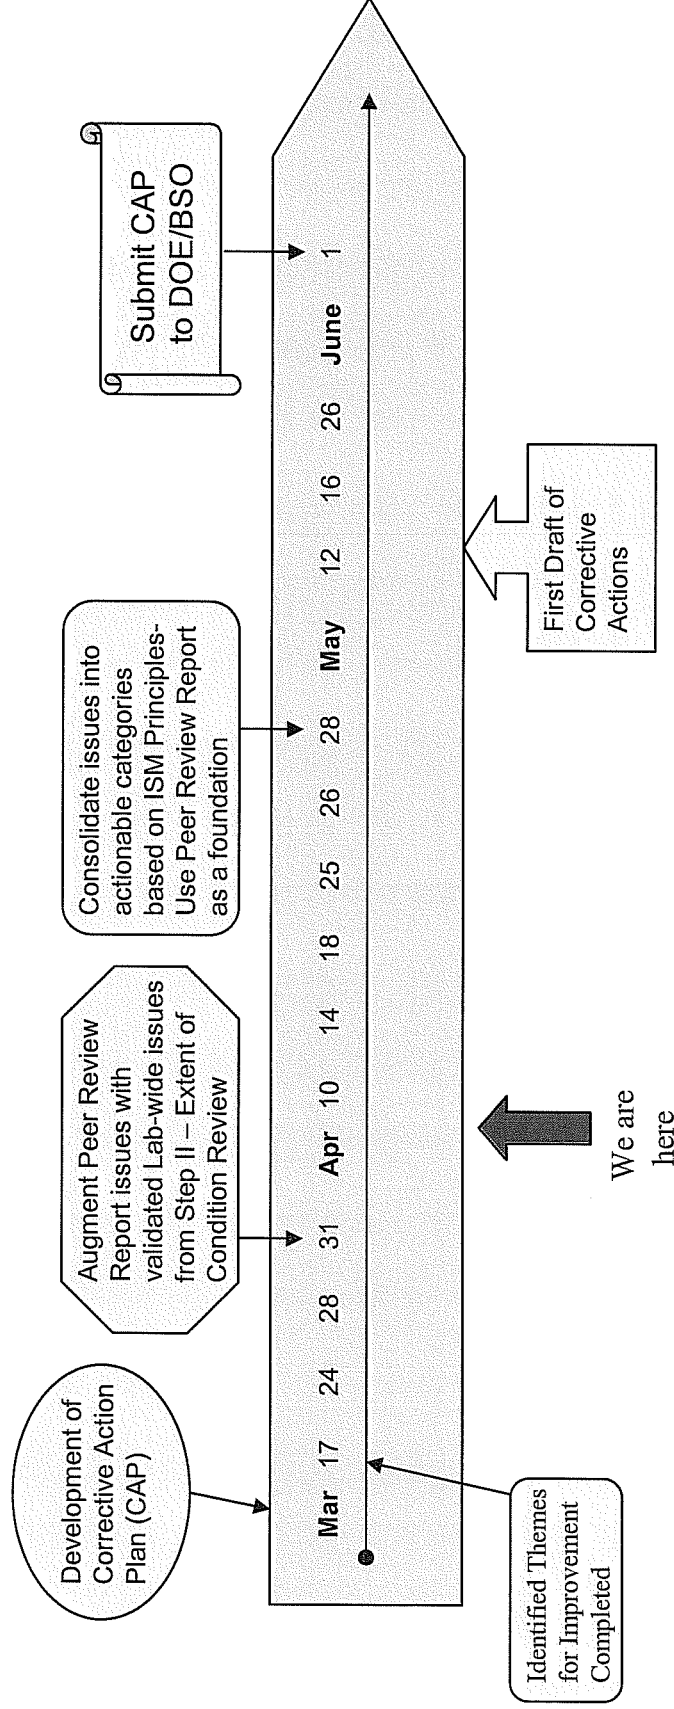 Development of
Corrective Action
Plan (CAP)
Augment Peer Review
Report issues with
validated Lab-wide issues
from Step II – Extent of
Condition Review
Consolidate issues into
actionable categories
based on ISM Principles-
Use Peer Review Report
as a foundation
Submit CAP
to DOE/BSO
Mar 17 24 28 31 Apr 10 14 18 25 26 28 May 12 16 26 June 1
Identified Themes
for Improvement
Completed
We are
here
First Draft of
Corrective
Actions